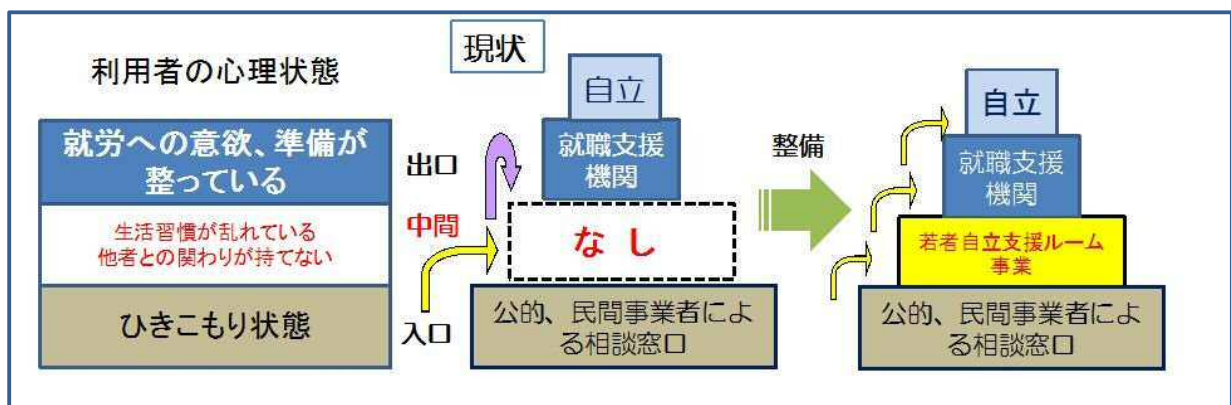 利用者の心理状態
就労への意欲、準備が
整っている
生活習慣が乱れている
他者との関わりが持てない
ひきこもり状態
現状
出口
中間
入口
自立
就職支援
機関
なし
公的、民間事業者によ
る相談窓口
整備
自立
就職支援
機関
若者自立支援ルーム
事業
公的、民間事業者によ
る相談窓口